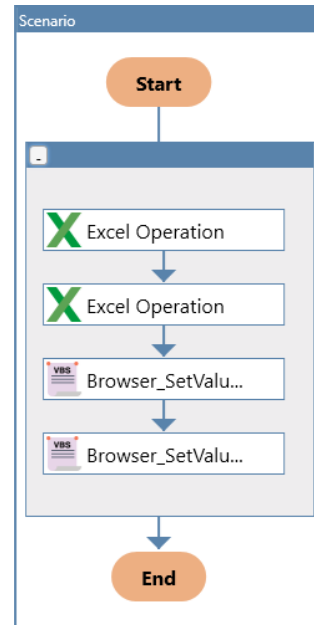 Scenario
Start
-
Excel Operation
Excel Operation
VBS
Browser_SetValu...
VBS
Browser_SetValu...
End